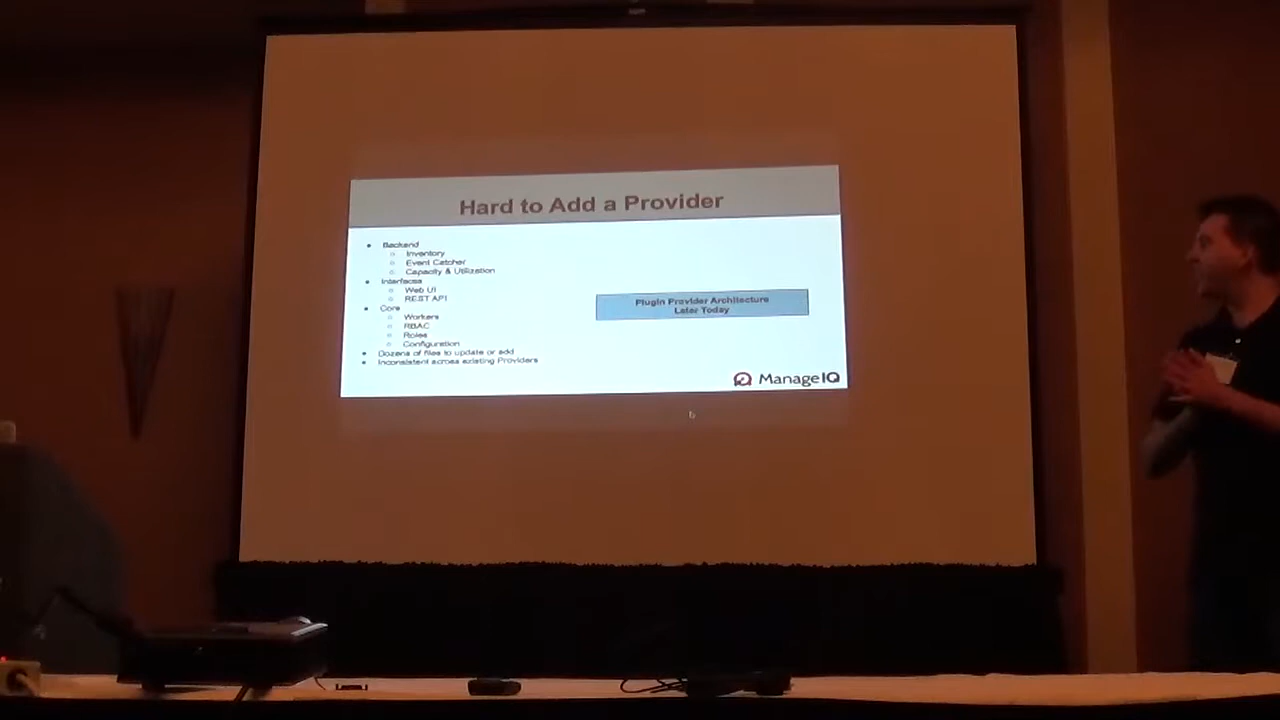 Hard to Add a Provider
Backend
Inventory
Event Catcher
Capacity & Utilization
Interfaces
Web UI
REST API
Core
Workers
RBAC
Roles
Configuration
Dozens of files to update or add
Inconsistent across existing Providers
Plugin Provider Architecture
Later Today
ManageIQ